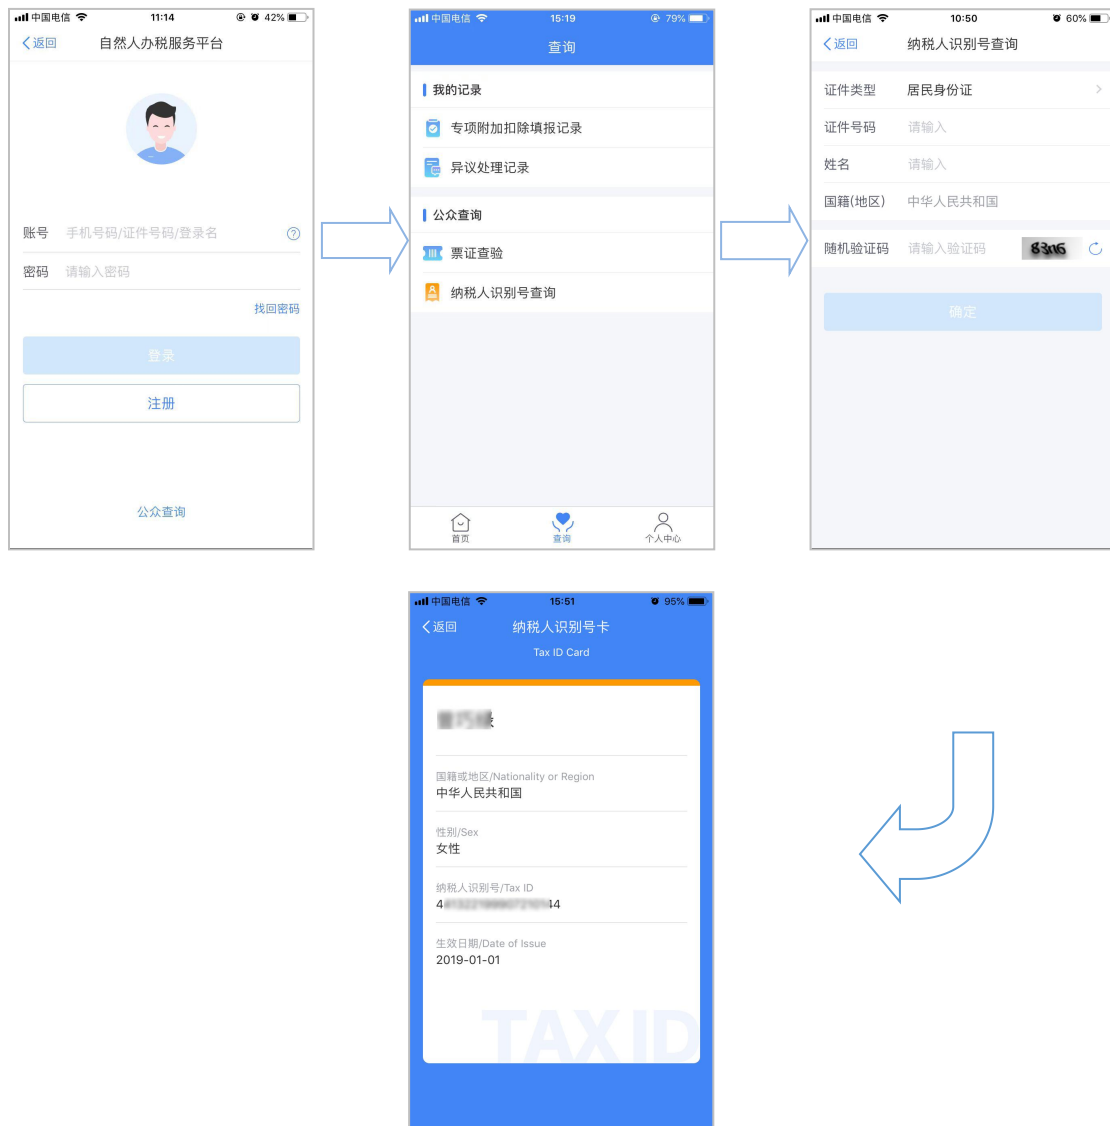 中国电信 11:14 42%
返回 自然人办税服务平台
账号 手机号码/证件号码/登录名
密码 请输入密码
找回密码
登录
注册
公众查询
中国电信 15:19 79%
查询
我的记录
专项附加扣除填报记录
异议处理记录
公众查询
票证查验
纳税人识别号查询
首页 查询 个人中心
中国电信 10:50 60%
返回 纳税人识别号查询
证件类型 居民身份证
证件号码 请输入
姓名 请输入
国籍(地区) 中华人民共和国
随机验证码 请输入验证码 83n6
确定
中国电信 15:51 95%
返回 纳税人识别号卡
Tax ID Card
国籍或地区/Nationality or Region
中华人民共和国
性别/Sex
女性
纳税人识别号/Tax ID
4 44
生效日期/Date of Issue
2019-01-01
TAX ID